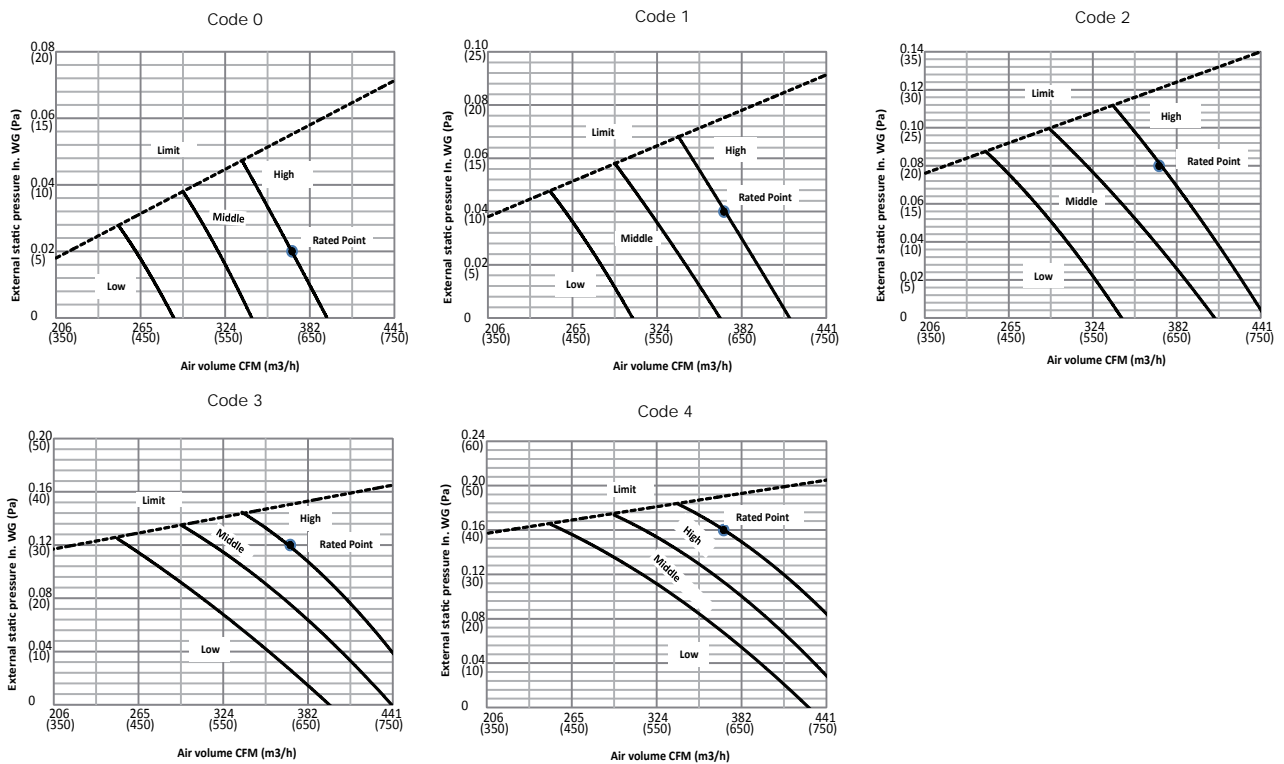 Code 0
0.08
(20)
0.06
(15)
0.04
(10)
0.02
(5)
0
External static pressure In. WG (Pa)
Limit
High
Middle
Rated Point
Low
206 265 324 382 441
(350) (450) (550) (650) (750)
Air volume CFM (m3/h)
Code 1
0.10
(25)
0.08
(20)
0.06
(15)
0.04
(10)
0.02
(5)
0
External static pressure In. WG (Pa)
Limit
High
Rated Point
Middle
Low
206 265 324 382 441
(350) (450) (550) (650) (750)
Air volume CFM (m3/h)
Code 2
0.14
(35)
0.12
(30)
0.10
(25)
0.08
(20)
0.06
(15)
0.04
(10)
0.02
(5)
0
External static pressure In. WG (Pa)
Limit
High
Rated Point
Middle
Low
206 265 324 382 441
(350) (450) (550) (650) (750)
Air volume CFM (m3/h)
Code 3
0.20
(50)
0.16
(40)
0.12
(30)
0.08
(20)
0.04
(10)
0
External static pressure In. WG (Pa)
Limit
High
Middle
Rated Point
Low
206 265 324 382 441
(350) (450) (550) (650) (750)
Air volume CFM (m3/h)
Code 4
0.24
(60)
0.20
(50)
0.16
(40)
0.12
(30)
0.08
(20)
0.04
(10)
0
External static pressure In. WG (Pa)
Limit
Rated Point
High
Middle
Low
206 265 324 382 441
(350) (450) (550) (650) (750)
Air volume CFM (m3/h)